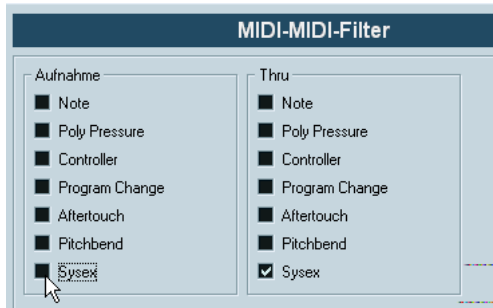 MIDI-MIDI-Filter
Aufnahme
Note
Poly Pressure
Controller
Program Change
Aftertouch
Pitchbend
Sysex
Thru
Note
Poly Pressure
Controller
Program Change
Aftertouch
Pitchbend
Sysex